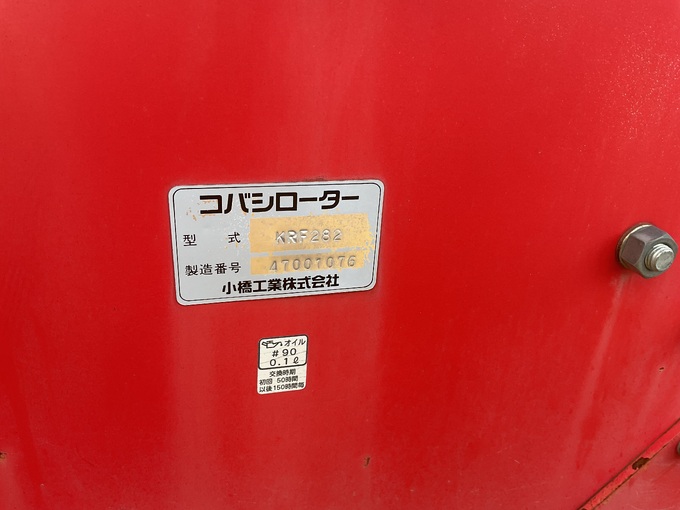 コバシローター
型式 KRF282
製造番号 47007076
小橋工業株式会社
オイル
#90
0.1ℓ
交換時期
初回 50時間
以後150時間毎